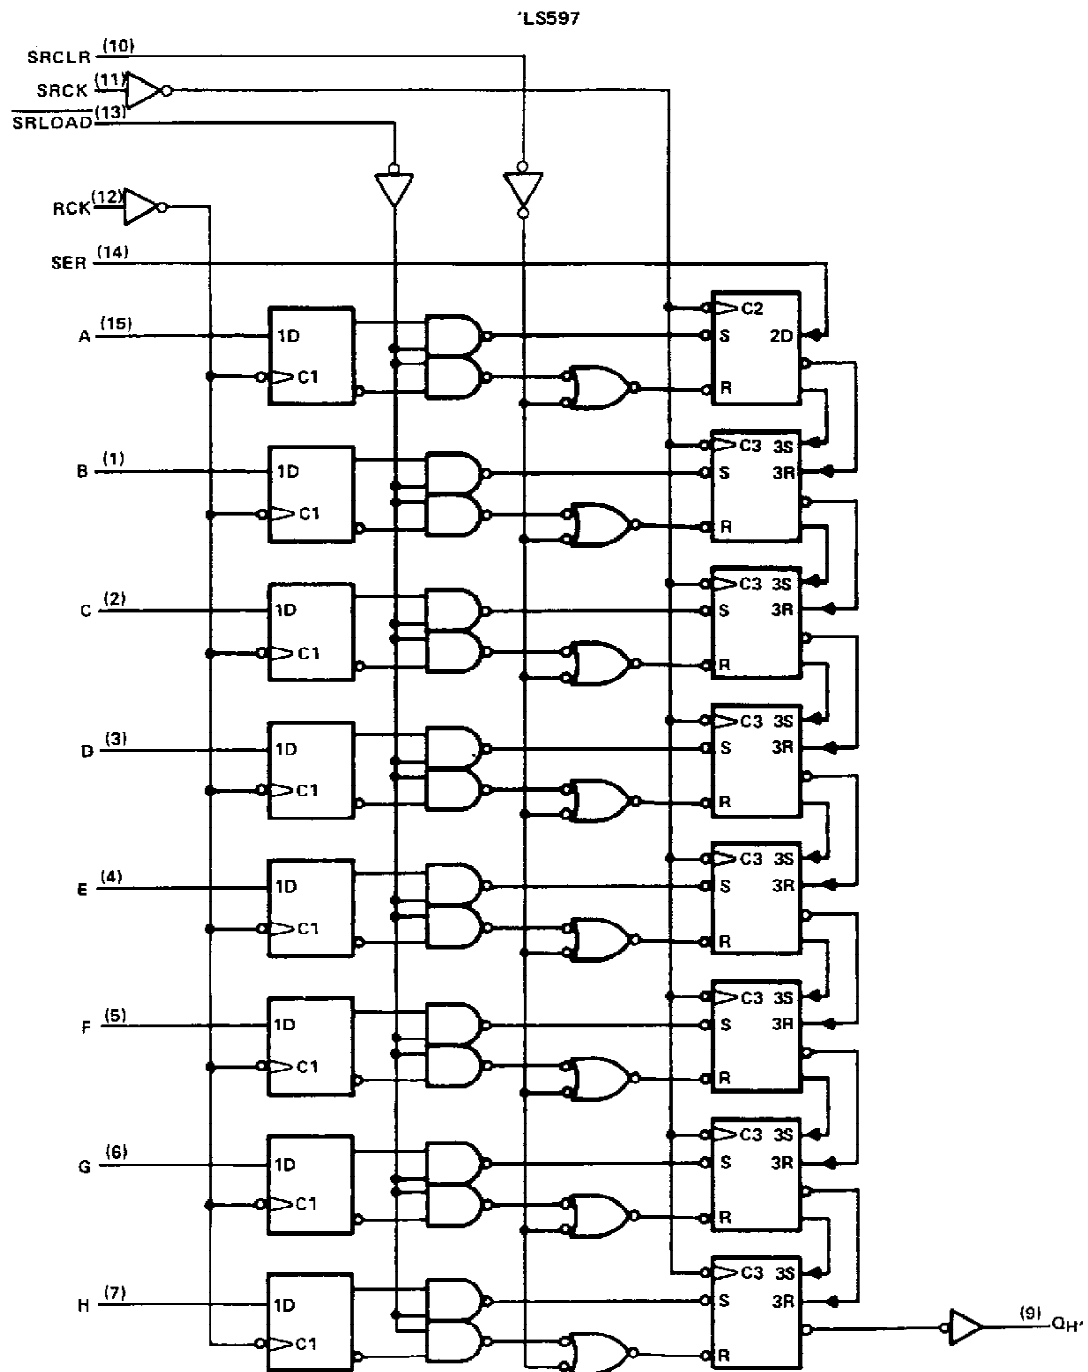 'LS597
SRCLR (10)
SRCK (11)
SRLOAD (13)
RCK (12)
SER (14)
C2
A (15) 1D S 2D
C1 R
C3 3S
B (1) 1D S 3R
C1 R
C3 3S
C (2) 1D S 3R
C1 R
C3 3S
D (3) 1D S 3R
C1 R
C3 3S
E (4) 1D S 3R
C1 R
C3 3S
F (5) 1D S 3R
C1 R
C3 3S
G (6) 1D S 3R
C1 R
C3 3S
H (7) 1D S 3R
(9) QH'
C1 R